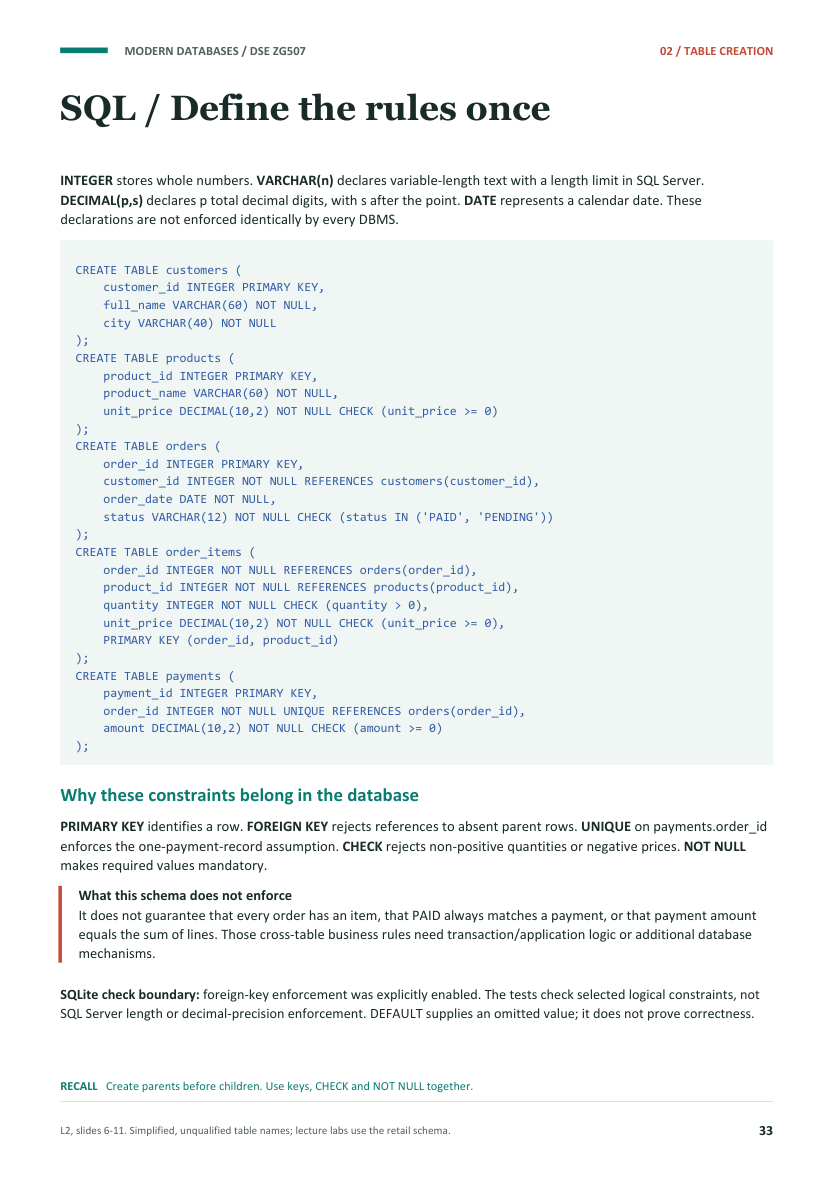 MODERN DATABASES / DSE ZG507
02 / TABLE CREATION
SQL / Define the rules once
INTEGER stores whole numbers. VARCHAR(n) declares variable-length text with a length limit in SQL Server.
DECIMAL(p,s) declares p total decimal digits, with s after the point. DATE represents a calendar date. These
declarations are not enforced identically by every DBMS.
CREATE TABLE customers (
    customer_id INTEGER PRIMARY KEY,
    full_name VARCHAR(60) NOT NULL,
    city VARCHAR(40) NOT NULL
);
CREATE TABLE products (
    product_id INTEGER PRIMARY KEY,
    product_name VARCHAR(60) NOT NULL,
    unit_price DECIMAL(10,2) NOT NULL CHECK (unit_price >= 0)
);
CREATE TABLE orders (
    order_id INTEGER PRIMARY KEY,
    customer_id INTEGER NOT NULL REFERENCES customers(customer_id),
    order_date DATE NOT NULL,
    status VARCHAR(12) NOT NULL CHECK (status IN ('PAID', 'PENDING'))
);
CREATE TABLE order_items (
    order_id INTEGER NOT NULL REFERENCES orders(order_id),
    product_id INTEGER NOT NULL REFERENCES products(product_id),
    quantity INTEGER NOT NULL CHECK (quantity > 0),
    unit_price DECIMAL(10,2) NOT NULL CHECK (unit_price >= 0),
    PRIMARY KEY (order_id, product_id)
);
CREATE TABLE payments (
    payment_id INTEGER PRIMARY KEY,
    order_id INTEGER NOT NULL UNIQUE REFERENCES orders(order_id),
    amount DECIMAL(10,2) NOT NULL CHECK (amount >= 0)
);
Why these constraints belong in the database
PRIMARY KEY identifies a row. FOREIGN KEY rejects references to absent parent rows. UNIQUE on payments.order_id
enforces the one-payment-record assumption. CHECK rejects non-positive quantities or negative prices. NOT NULL
makes required values mandatory.
What this schema does not enforce
It does not guarantee that every order has an item, that PAID always matches a payment, or that payment amount
equals the sum of lines. Those cross-table business rules need transaction/application logic or additional database
mechanisms.
SQLite check boundary: foreign-key enforcement was explicitly enabled. The tests check selected logical constraints, not
SQL Server length or decimal-precision enforcement. DEFAULT supplies an omitted value; it does not prove correctness.
RECALL Create parents before children. Use keys, CHECK and NOT NULL together.
L2, slides 6-11. Simplified, unqualified table names; lecture labs use the retail schema.
33